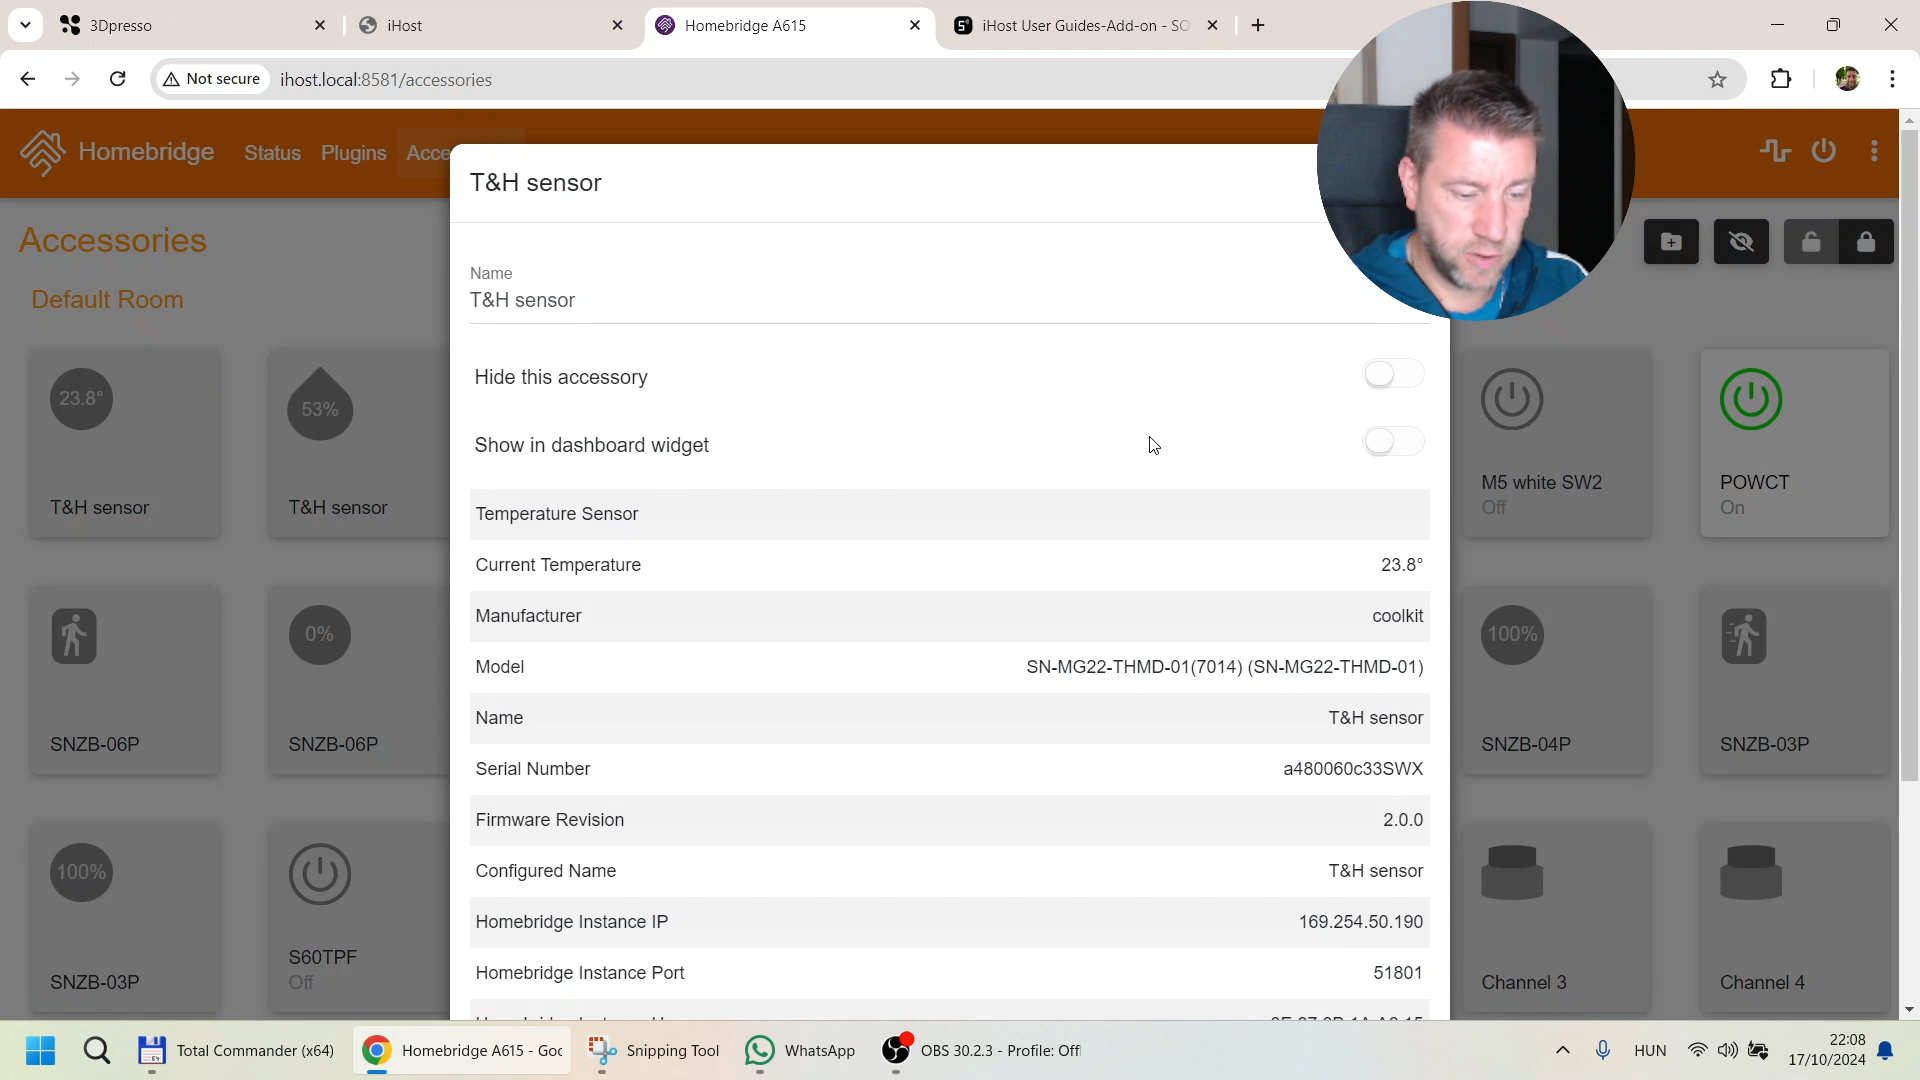 3Dpresso
iHost
Homebridge A615
iHost User Guides-Add-on - SO
Not secure
ihost.local:8581/accessories
Homebridge
Status
Plugins
Acce
Accessories
Default Room
T&H sensor
Name
T&H sensor
Hide this accessory
Show in dashboard widget
Temperature Sensor
Current Temperature 23.8°
Manufacturer coolkit
Model SN-MG22-THMD-01(7014) (SN-MG22-THMD-01)
Name T&H sensor
Serial Number a480060c33SWX
Firmware Revision 2.0.0
Configured Name T&H sensor
Homebridge Instance IP 169.254.50.190
Homebridge Instance Port 51801
23.8°
T&H sensor
53%
T&H sensor
M5 white SW2
Off
POWCT
On
SNZB-06P
0%
SNZB-06P
100%
SNZB-04P
SNZB-03P
100%
SNZB-03P
S60TPF
Off
Channel 3
Channel 4
64
Total Commander (x64)
Homebridge A615 - Goo
Snipping Tool
WhatsApp
OBS 30.2.3 - Profile: Off
HUN
22:08
17/10/2024